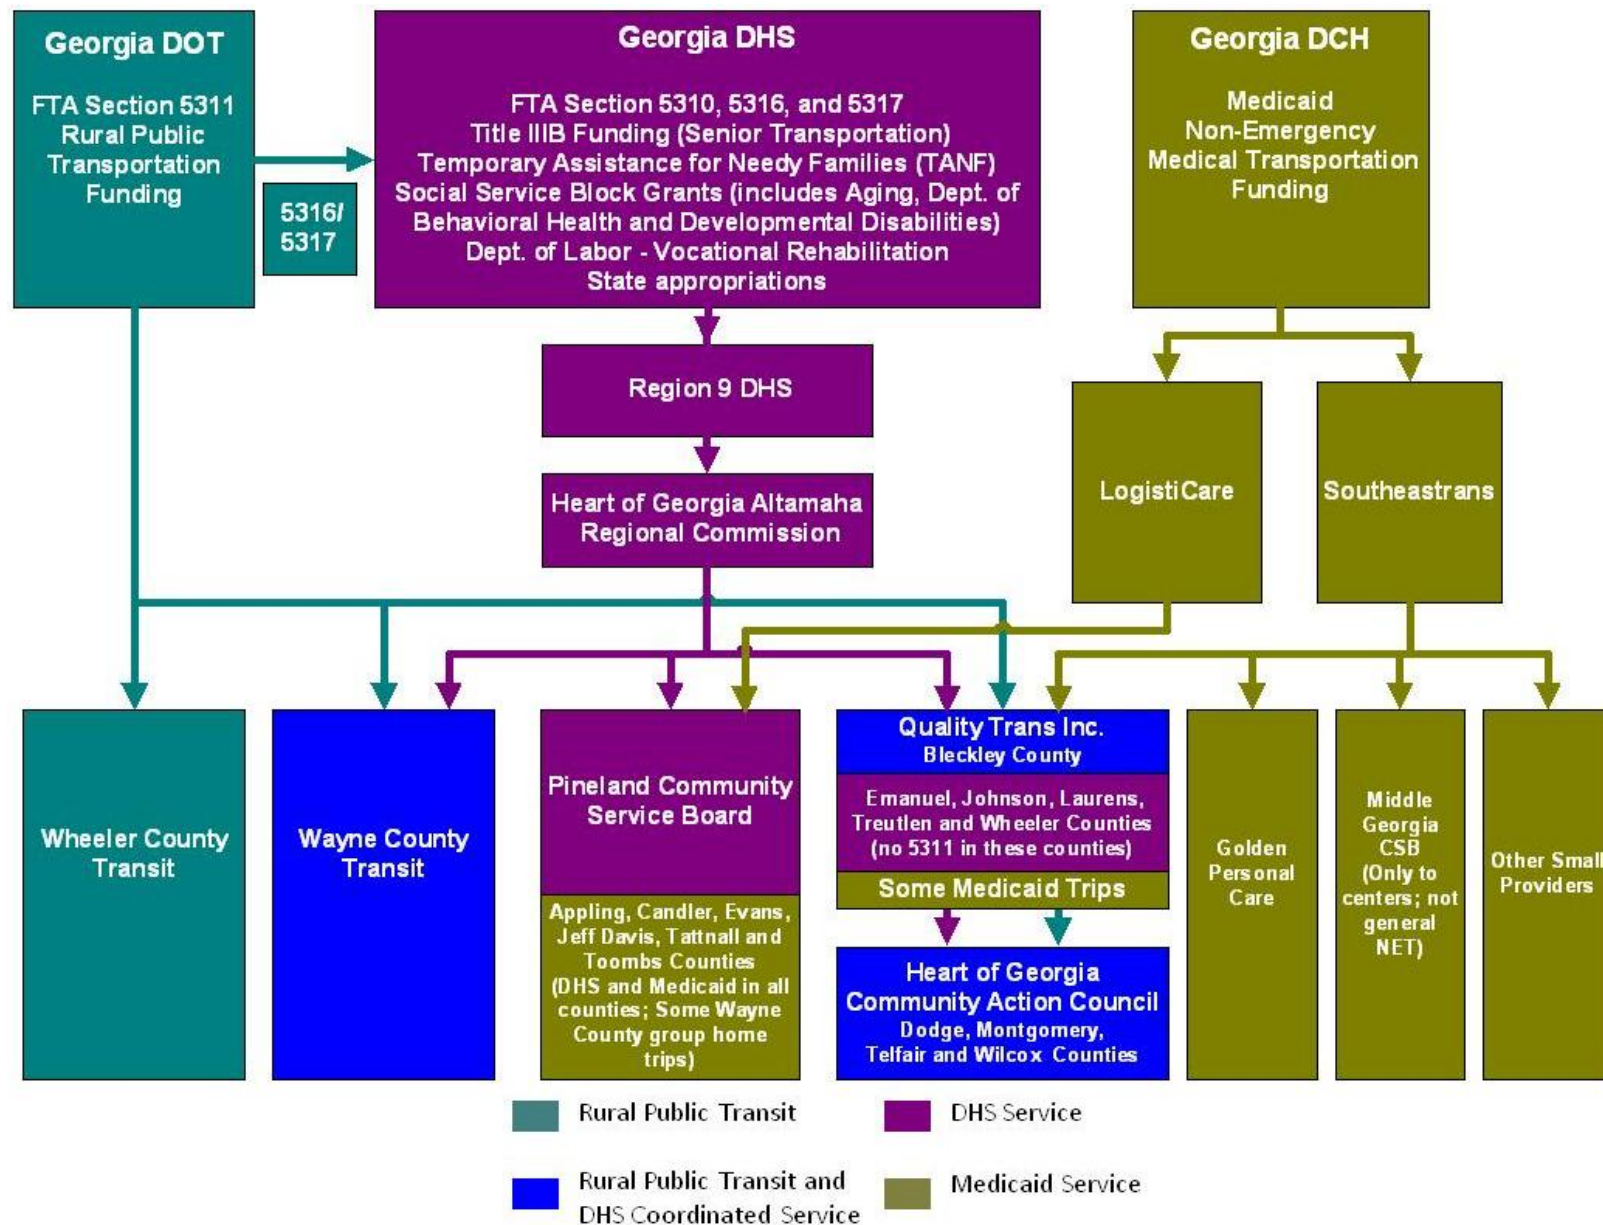 Georgia DOT
FTA Section 5311
Rural Public
Transportation
Funding
5316/
5317
Georgia DHS
FTA Section 5310, 5316, and 5317
Title IIIB Funding (Senior Transportation)
Temporary Assistance for Needy Families (TANF)
Social Service Block Grants (includes Aging, Dept. of
Behavioral Health and Developmental Disabilities)
Dept. of Labor - Vocational Rehabilitation
State appropriations
Georgia DCH
Medicaid
Non-Emergency
Medical Transportation
Funding
Region 9 DHS
Heart of Georgia Altamaha
Regional Commission
LogistiCare
Southeastrans
Wheeler County
Transit
Wayne County
Transit
Pineland Community
Service Board
Appling, Candler, Evans,
Jeff Davis, Tattnall and
Toombs Counties
(DHS and Medicaid in all
counties; Some Wayne
County group home
trips)
Quality Trans Inc.
Bleckley County
Emanuel, Johnson, Laurens,
Treutlen and Wheeler Counties
(no 5311 in these counties)
Some Medicaid Trips
Heart of Georgia
Community Action Council
Dodge, Montgomery,
Telfair and Wilcox Counties
Golden
Personal
Care
Middle
Georgia
CSB
(Only to
centers; not
general
NET)
Other Small
Providers
Rural Public Transit
DHS Service
Rural Public Transit and
DHS Coordinated Service
Medicaid Service